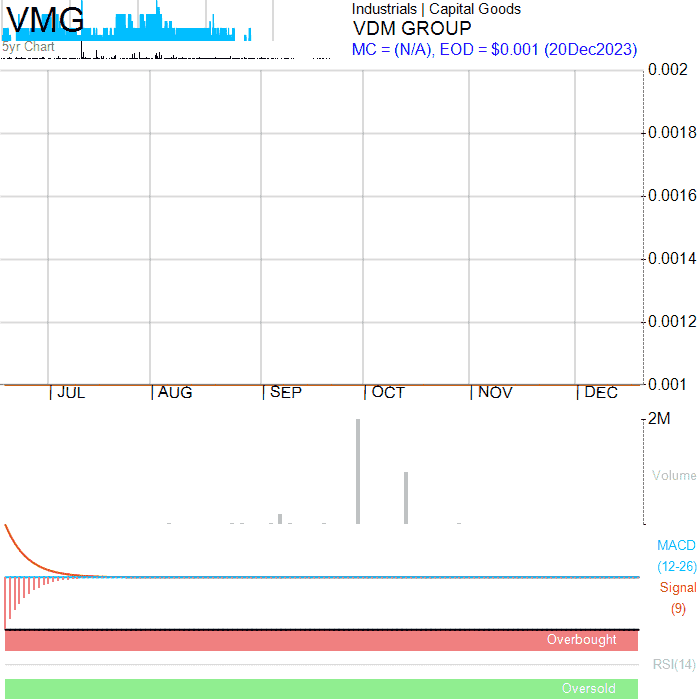 VMG
5yr Chart
Industrials | Capital Goods
VDM GROUP
MC = (N/A), EOD = $0.001 (20Dec2023)
0.002
0.0018
0.0016
0.0014
0.0012
0.001
JUL AUG SEP OCT NOV DEC
2M
Volume
MACD
(12-26)
Signal
(9)
Overbought
RSI(14)
Oversold